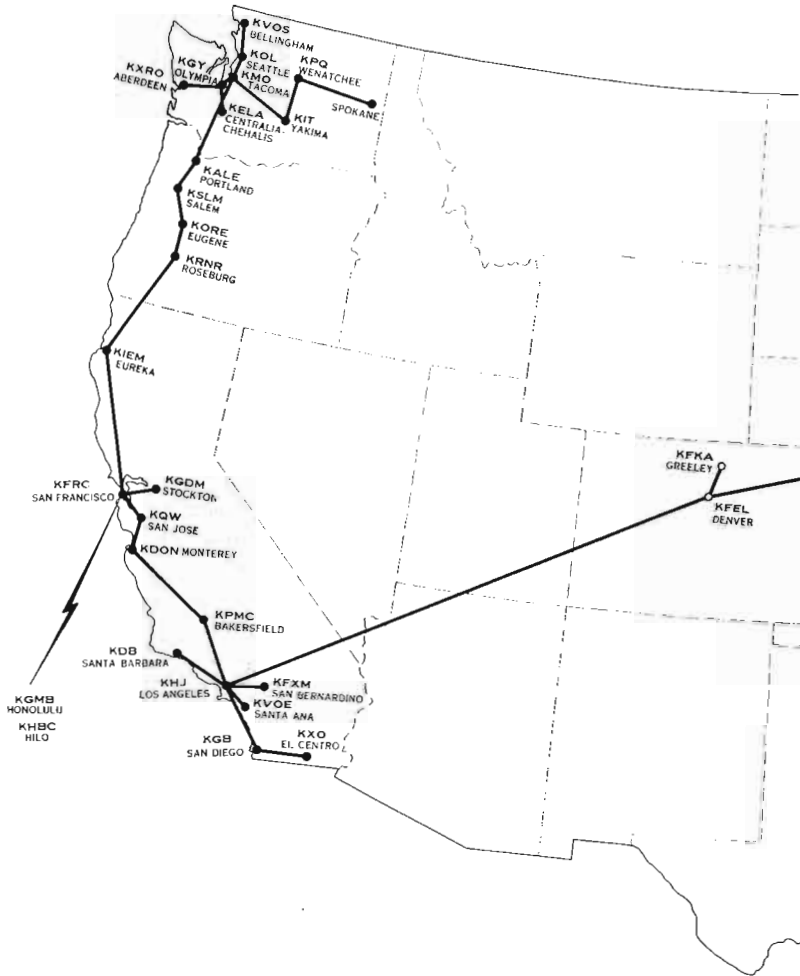 KVOS
BELLINGHAM
KOL
SEATTLE
KPQ
WENATCHEE
KGY
OLYMPIA
KXRO
ABERDEEN
KMO
TACOMA
SPOKANE
KELA
CENTRALIA-
CHEHALIS
KIT
YAKIMA
KALE
PORTLAND
KSLM
SALEM
KORE
EUGENE
KRNR
ROSEBURG
KIEM
EUREKA
KFKA
GREELEY
KFRC
SAN FRANCISCO
KGDM
STOCKTON
KFEL
DENVER
KQW
SAN JOSE
KDON MONTEREY
KPMC
BAKERSFIELD
KDB
SANTA BARBARA
KHJ
LOS ANGELES
KFXM
SAN BERNARDINO
KVOE
SANTA ANA
KGMB
HONOLULU
KHBC
HILO
KGB
SAN DIEGO
KXO
EL CENTRO